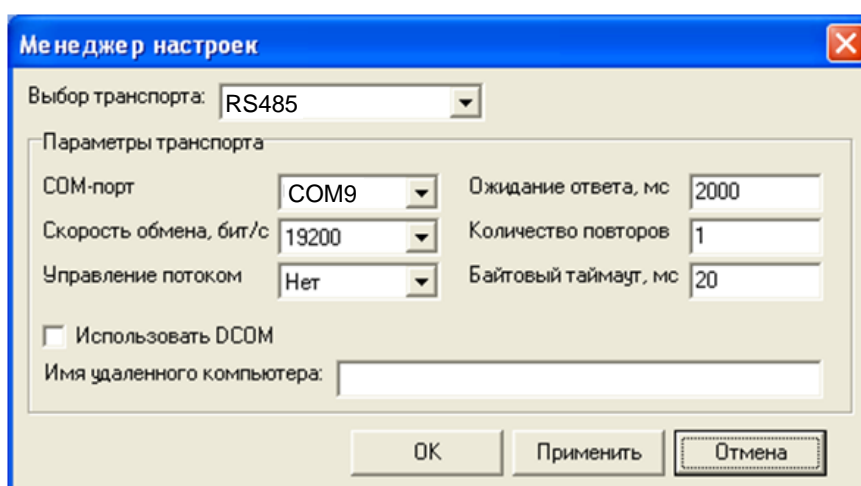 Менеджер настроек
Выбор транспорта: RS485
Параметры транспорта
COM-порт COM9 Ожидание ответа, мс 2000
Скорость обмена, бит/с 19200 Количество повторов 1
Управление потоком Нет Байтовый таймаут, мс 20
Использовать DCOM
Имя удаленного компьютера:
OK Применить Отмена